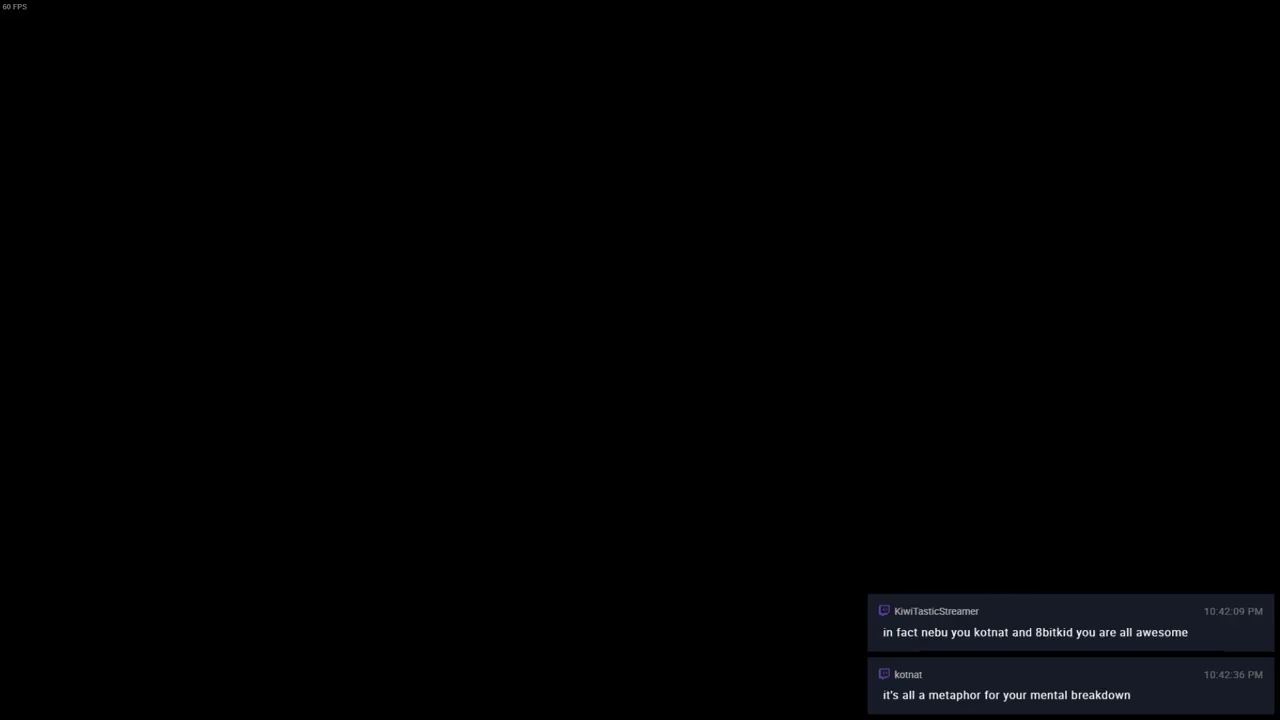 60 FPS
KiwiTasticStreamer 10:42:09 PM
in fact nebu you kotnat and 8bitkid you are all awesome
kotnat 10:42:36 PM
it's all a metaphor for your mental breakdown